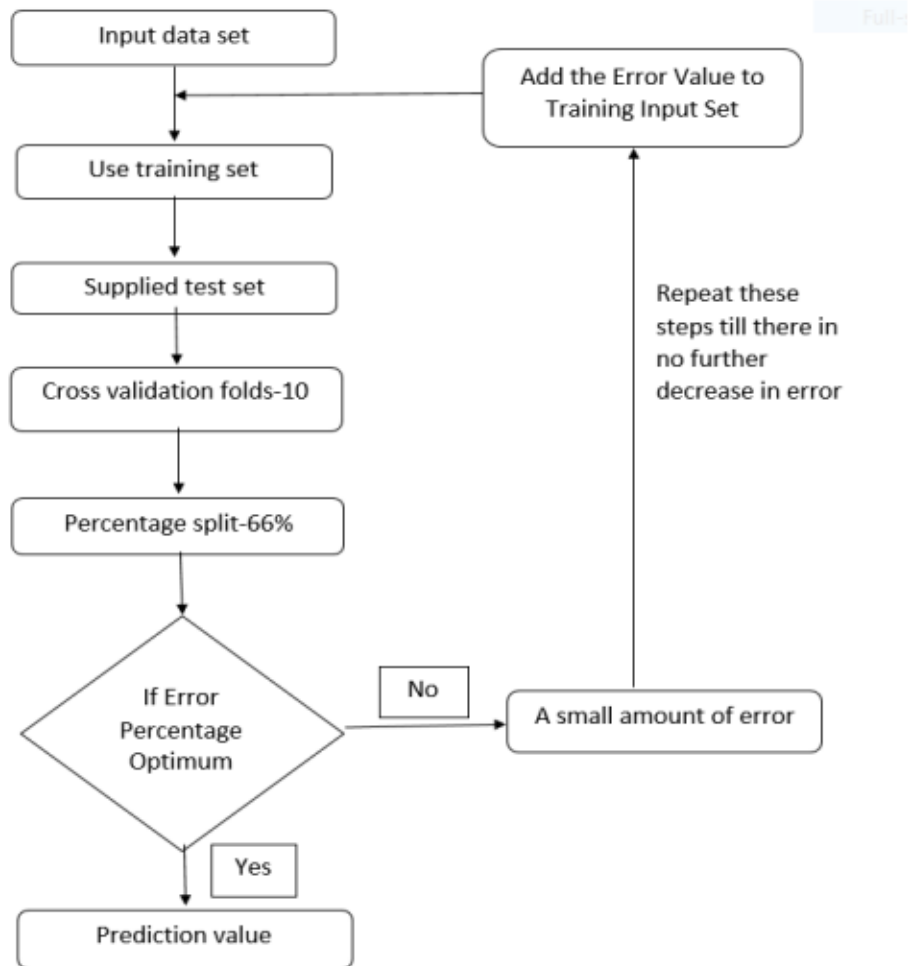 Full-
Input data set
Add the Error Value to
Training Input Set
Use training set
Supplied test set
Repeat these
steps till there in
no further
decrease in error
Cross validation folds-10
Percentage split-66%
If Error
Percentage
Optimum
No
A small amount of error
Yes
Prediction value